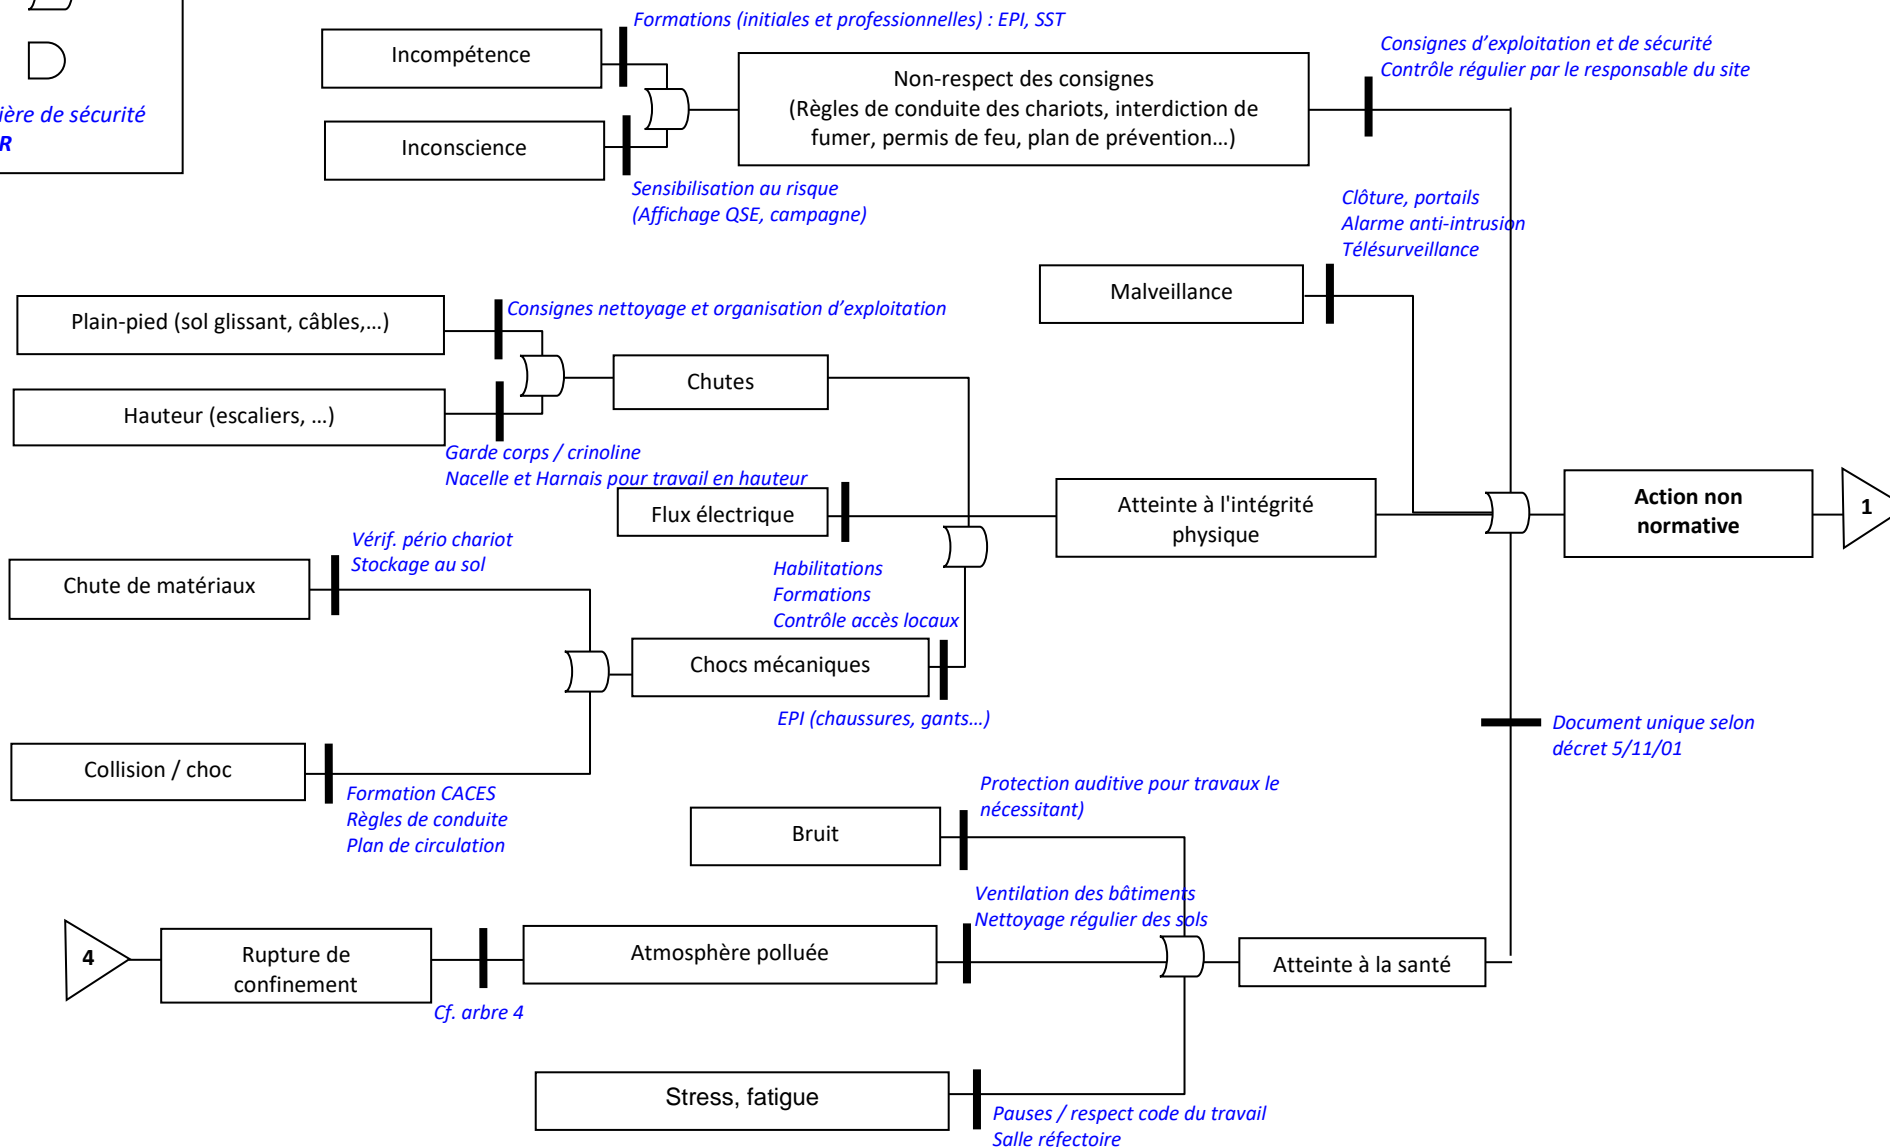 ière de sécurité
R
Incompétence
Formations (initiales et professionnelles) : EPI, SST
Inconscience
Sensibilisation au risque
(Affichage QSE, campagne)
Non-respect des consignes
(Règles de conduite des chariots, interdiction de
fumer, permis de feu, plan de prévention…)
Consignes d’exploitation et de sécurité
Contrôle régulier par le responsable du site
Clôture, portails
Alarme anti-intrusion
Télésurveillance
Malveillance
Plain-pied (sol glissant, câbles,…)
Consignes nettoyage et organisation d’exploitation
Chutes
Hauteur (escaliers, …)
Garde corps / crinoline
Nacelle et Harnais pour travail en hauteur
Flux électrique
Habilitations
Formations
Contrôle accès locaux
Atteinte à l'intégrité
physique
Action non
normative
1
Vérif. pério chariot
Stockage au sol
Chute de matériaux
Chocs mécaniques
EPI (chaussures, gants…)
Collision / choc
Formation CACES
Règles de conduite
Plan de circulation
Document unique selon
décret 5/11/01
Protection auditive pour travaux le
nécessitant)
Bruit
Ventilation des bâtiments
Nettoyage régulier des sols
4
Rupture de
confinement
Cf. arbre 4
Atmosphère polluée
Atteinte à la santé
Stress, fatigue
Pauses / respect code du travail
Salle réfectoire